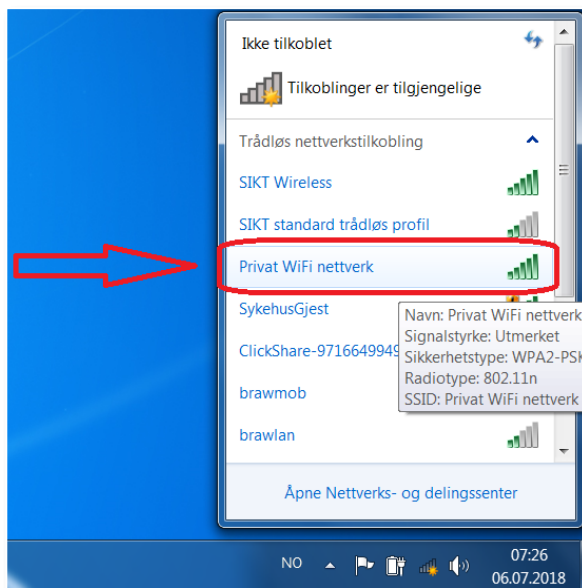 Ikke tilkoblet
Tilkoblinger er tilgjengelige
Trådløs nettverkstilkobling
SIKT Wireless
SIKT standard trådløs profil
Privat WiFi nettverk
SykehusGjest
ClickShare-9716649949
brawmob
brawlan
Navn: Privat WiFi nettverk
Signalstyrke: Utmerket
Sikkerhetstype: WPA2-PSK
Radiotype: 802.11n
SSID: Privat WiFi nettverk
Åpne Nettverks- og delingssenter
NO
07:26
06.07.2018